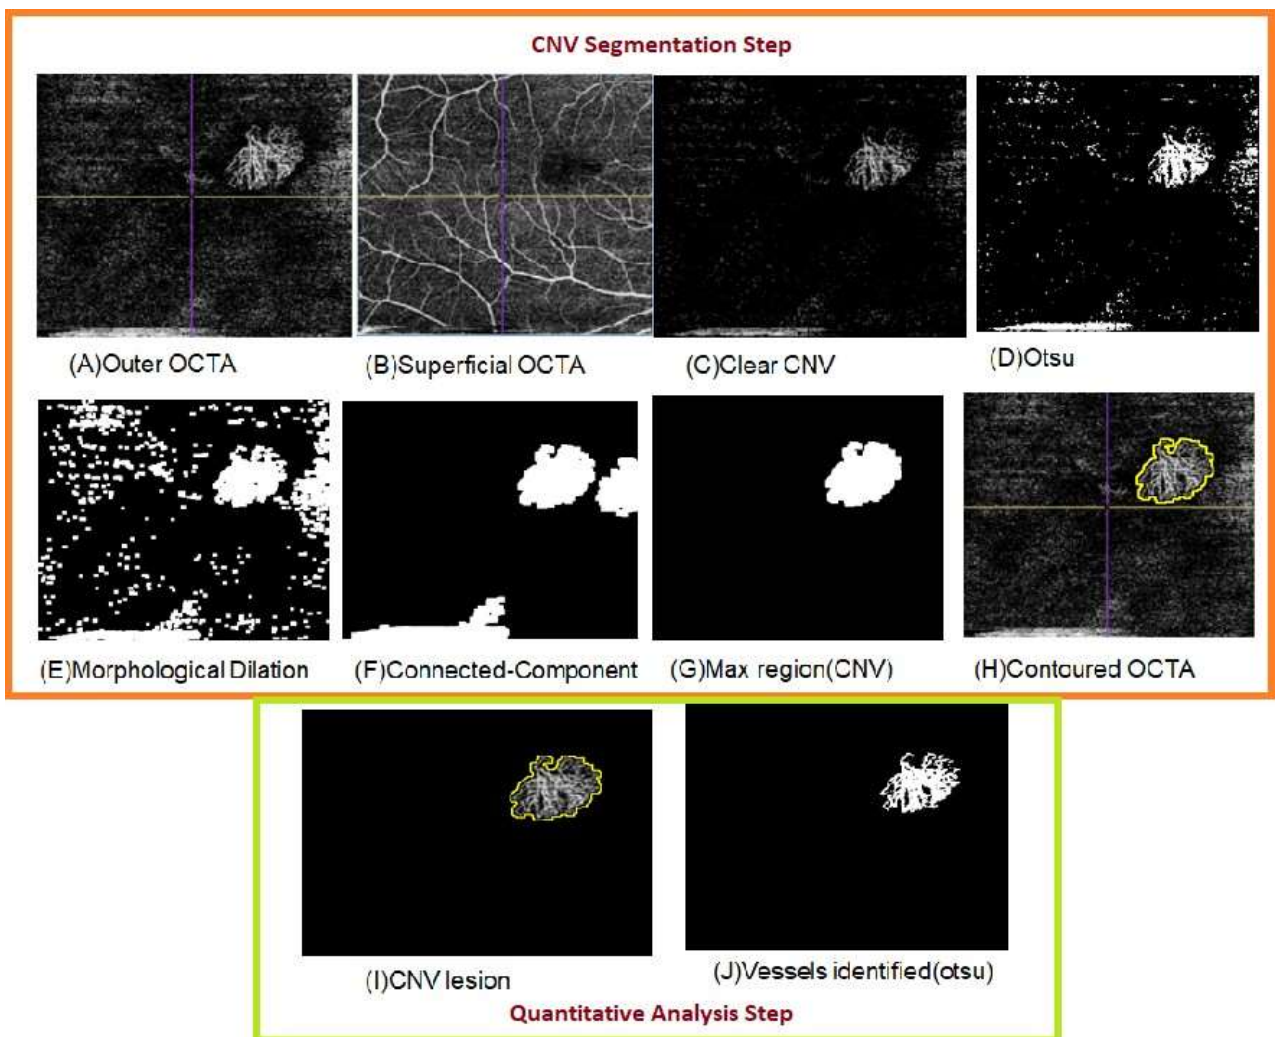 CNV Segmentation Step
(A)Outer OCTA
(B)Superficial OCTA
(C)Clear CNV
(D)Otsu
(E)Morphological Dilation
(F)Connected-Component
(G)Max region(CNV)
(H)Contoured OCTA
(I)CNV lesion
(J)Vessels identified(otsu)
Quantitative Analysis Step